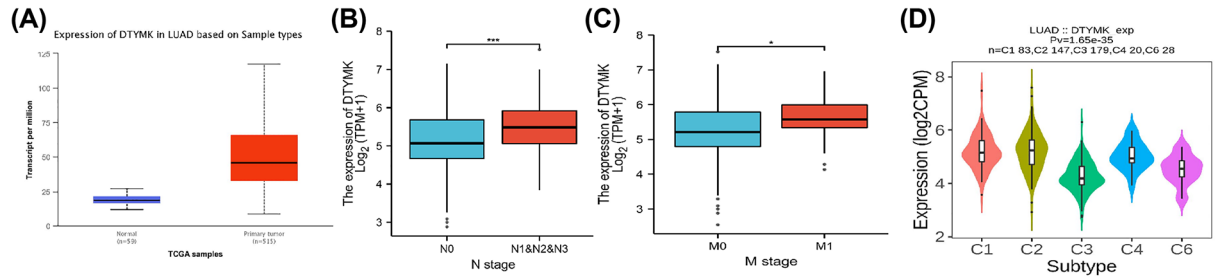 (A)
Expression of DTYMK in LUAD based on Sample types
Transcript per million
125
100
75
50
25
0
Normal
(n=59)
Primary tumor
(n=515)
TCGA samples
(B)
The expression of DTYMK
Log2 (TPM+1)
8
7
6
5
4
3
***
N0
N1&N2&N3
N stage
(C)
The expression of DTYMK
Log2 (TPM+1)
8
7
6
5
4
3
*
M0
M1
M stage
(D)
LUAD :: DTYMK_exp
Pv=1.65e-35
n=C1 83,C2 147,C3 179,C4 20,C6 28
Expression (log2CPM)
8
6
4
2
C1
C2
C3
C4
C6
Subtype